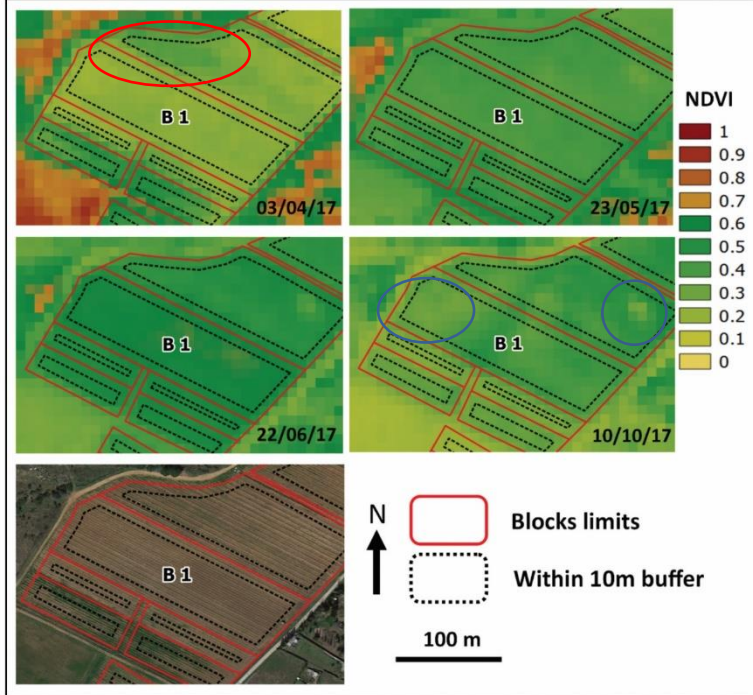 B 1
03/04/17
B 1
23/05/17
NDVI
1
0.9
0.8
0.7
0.6
0.5
0.4
0.3
0.2
0.1
0
B 1
22/06/17
B 1
10/10/17
B 1
N
Blocks limits
Within 10m buffer
100 m